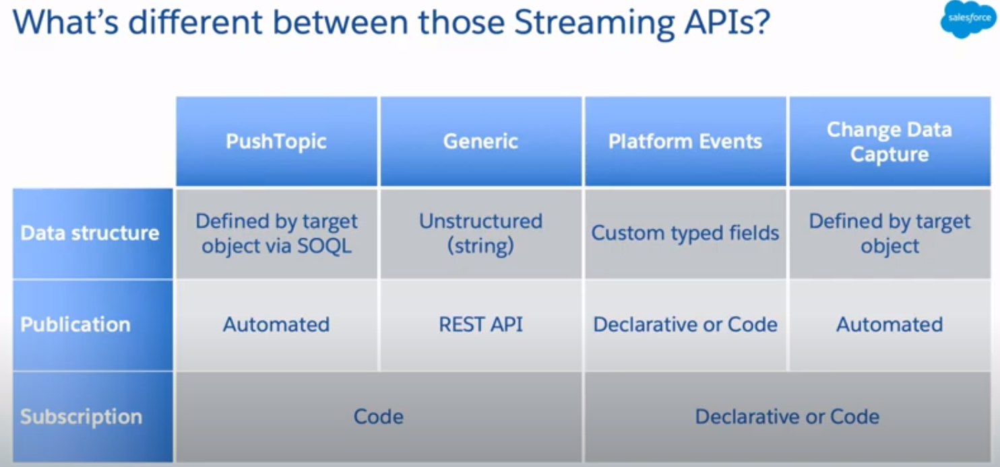 What's different between those Streaming APIs?
salesforce
PushTopic
Generic
Platform Events
Change Data
Capture
Data structure
Defined by target
object via SOQL
Unstructured
(string)
Custom typed fields
Defined by target
object
Publication
Automated
REST API
Declarative or Code
Automated
Subscription
Code
Declarative or Code